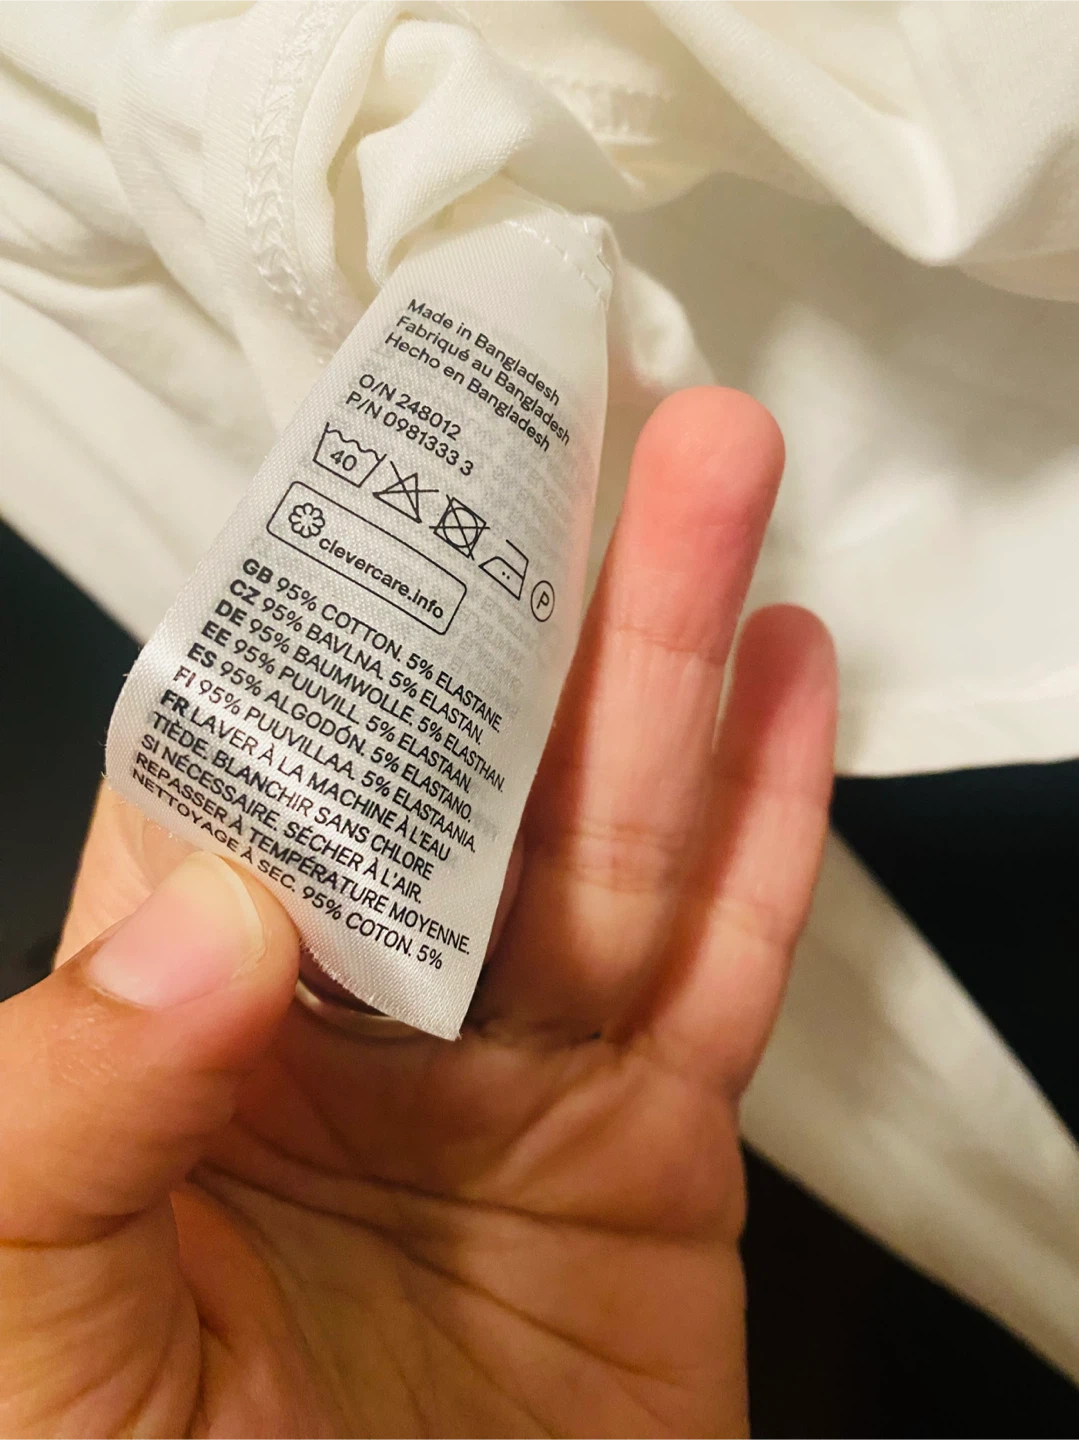 Made in Bangladesh
Fabriqué au Bangladesh
Hecho en Bangladesh
O/N 248012
P/N 0981333 3
40
P
clevercare.info
GB 95% COTTON. 5% ELASTANE.
CZ 95% BAVLNA. 5% ELASTAN.
DE 95% BAUMWOLLE. 5% ELASTHAN.
EE 95% PUUVILL. 5% ELASTAAN.
ES 95% ALGODÓN. 5% ELASTANO.
FI 95% PUUVILLAA. 5% ELASTAANIA.
FR LAVER À LA MACHINE À L'EAU
TIÈDE. BLANCHIR SANS CHLORE
SI NÉCESSAIRE. SÉCHER À L'AIR.
REPASSER À TEMPÉRATURE MOYENNE.
NETTOYAGE À SEC. 95% COTON. 5%